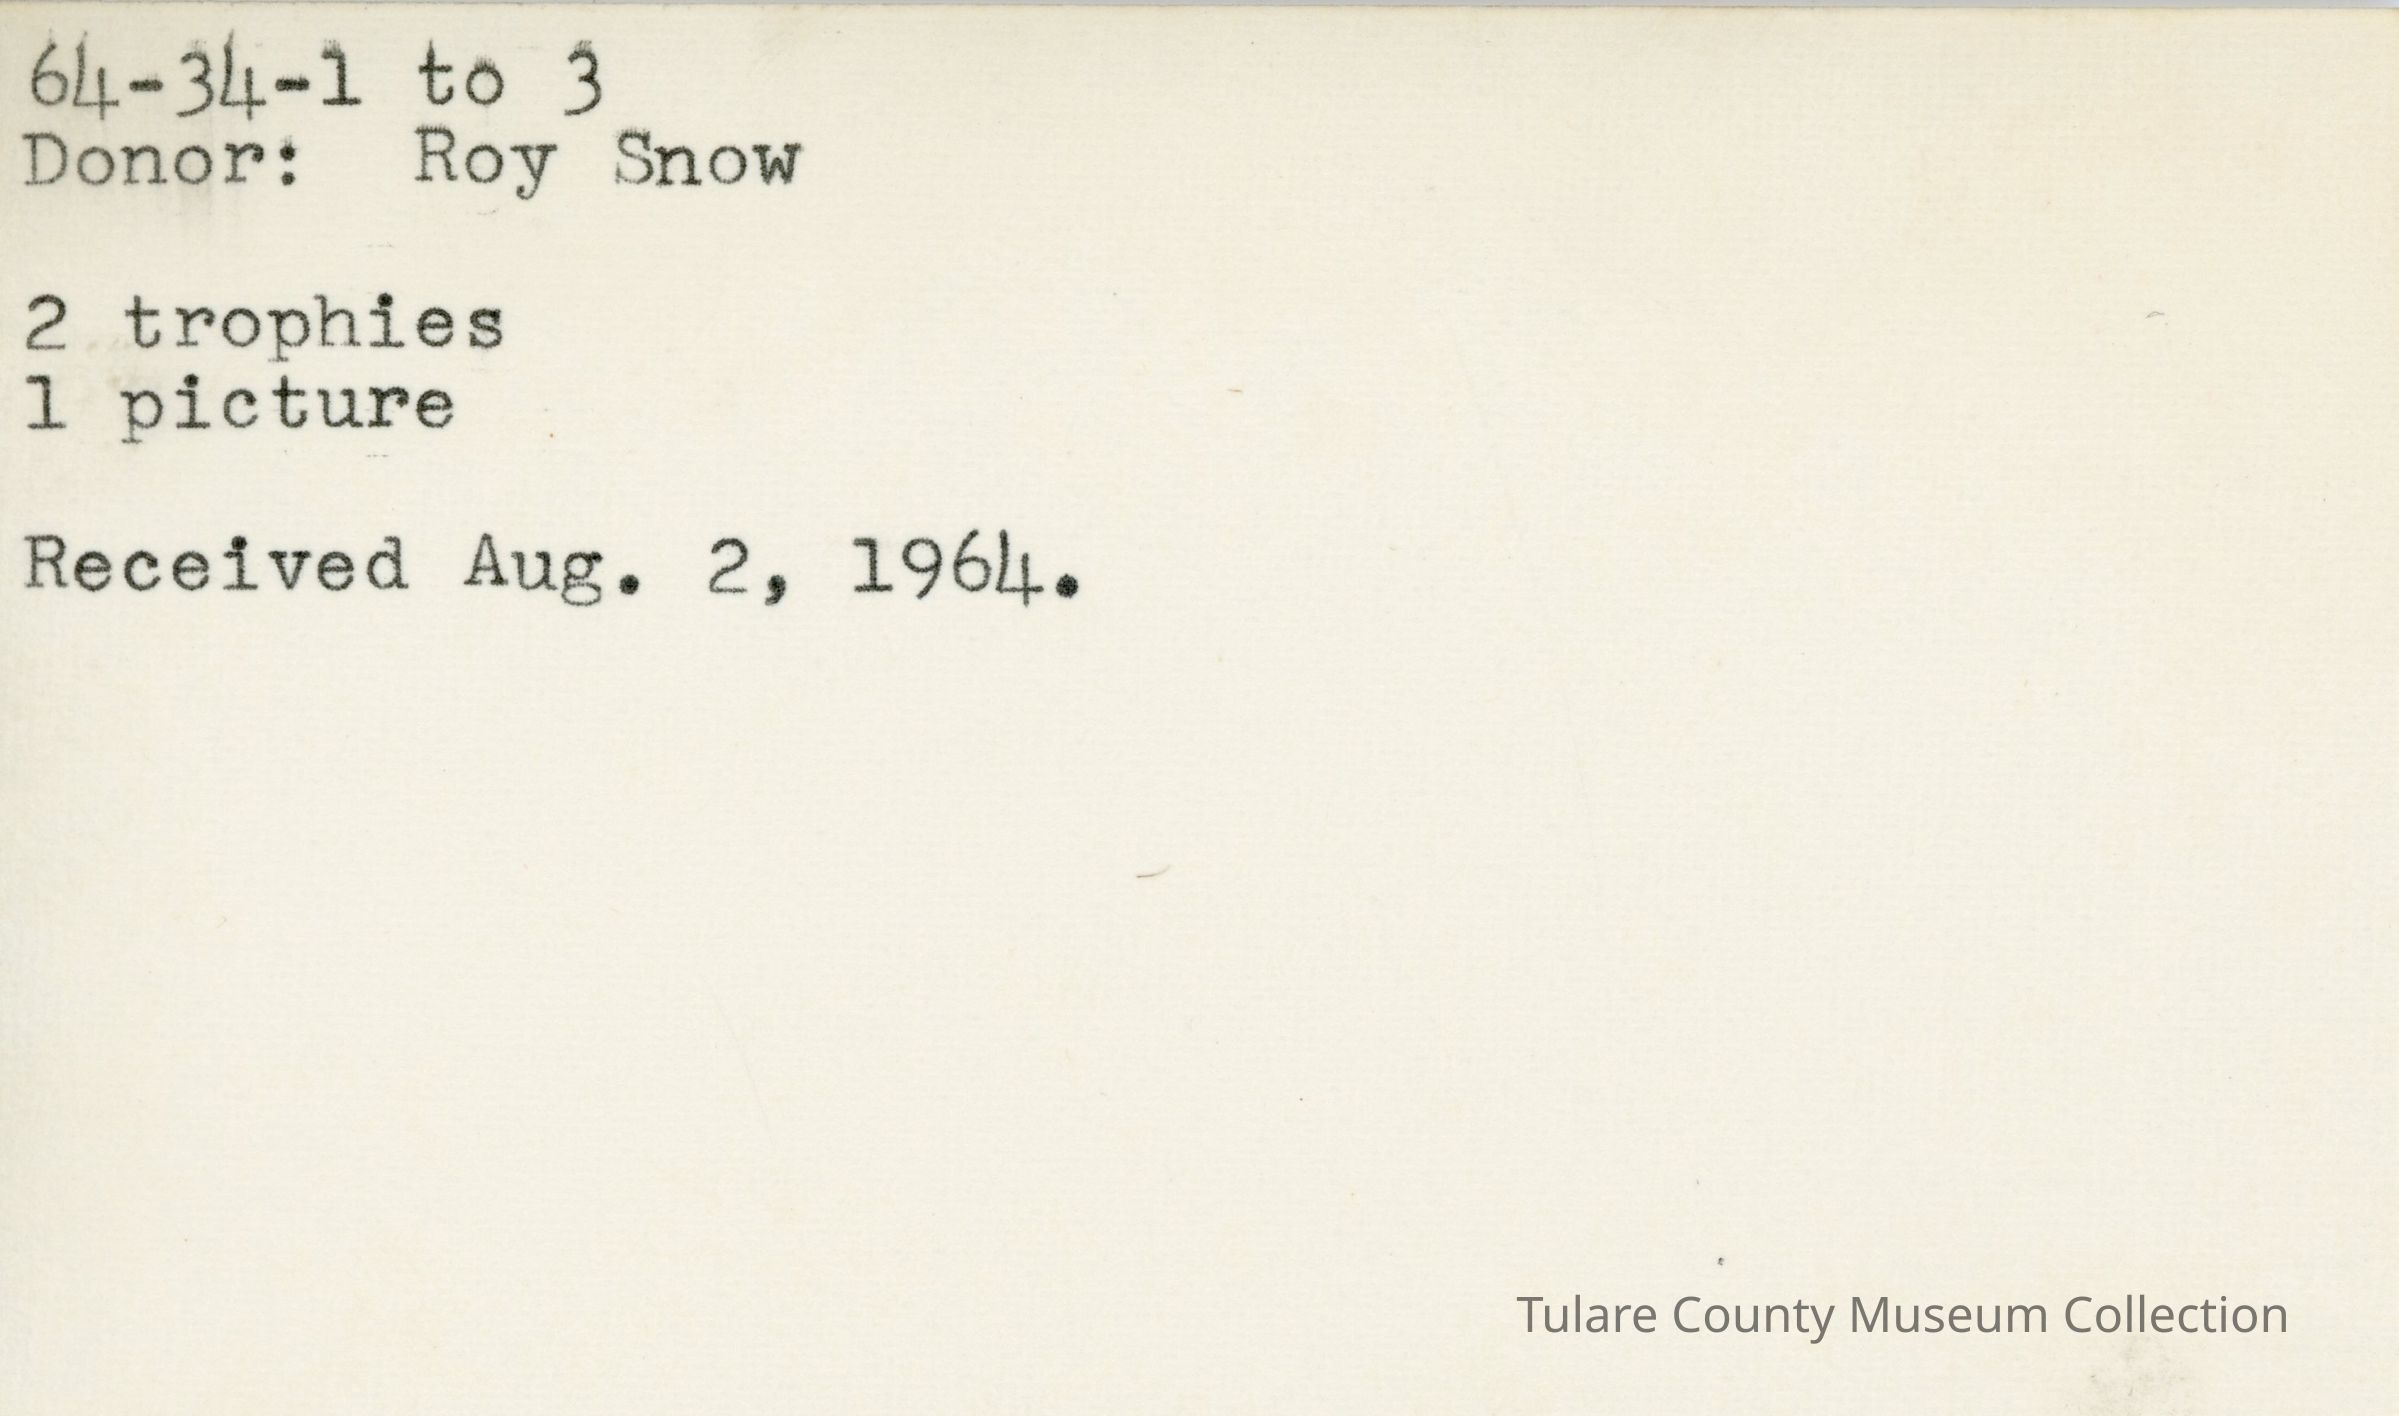 64-34-1 to 3
Donor: Roy Snow
2 trophies
1 picture
Received Aug. 2, 1964.
Tulare County Museum Collection